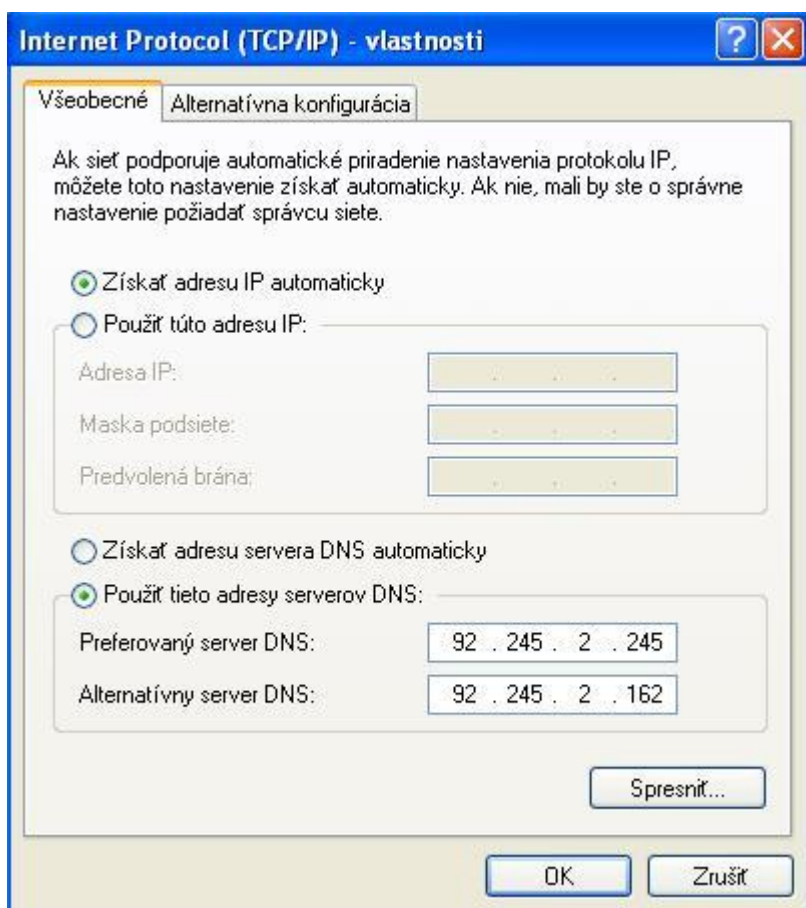 Internet Protocol (TCP/IP) - vlastnosti
Všeobecné
Alternatívna konfigurácia
Ak sieť podporuje automatické priradenie nastavenia protokolu IP,
môžete toto nastavenie získať automaticky. Ak nie, mali by ste o správne
nastavenie požiadať správcu siete.
Získať adresu IP automaticky
Použiť túto adresu IP:
Adresa IP:
Maska podsiete:
Predvolená brána:
Získať adresu servera DNS automaticky
Použiť tieto adresy serverov DNS:
Preferovaný server DNS: 92 . 245 . 2 . 245
Alternatívny server DNS: 92 . 245 . 2 . 162
Spresniť...
OK Zrušiť